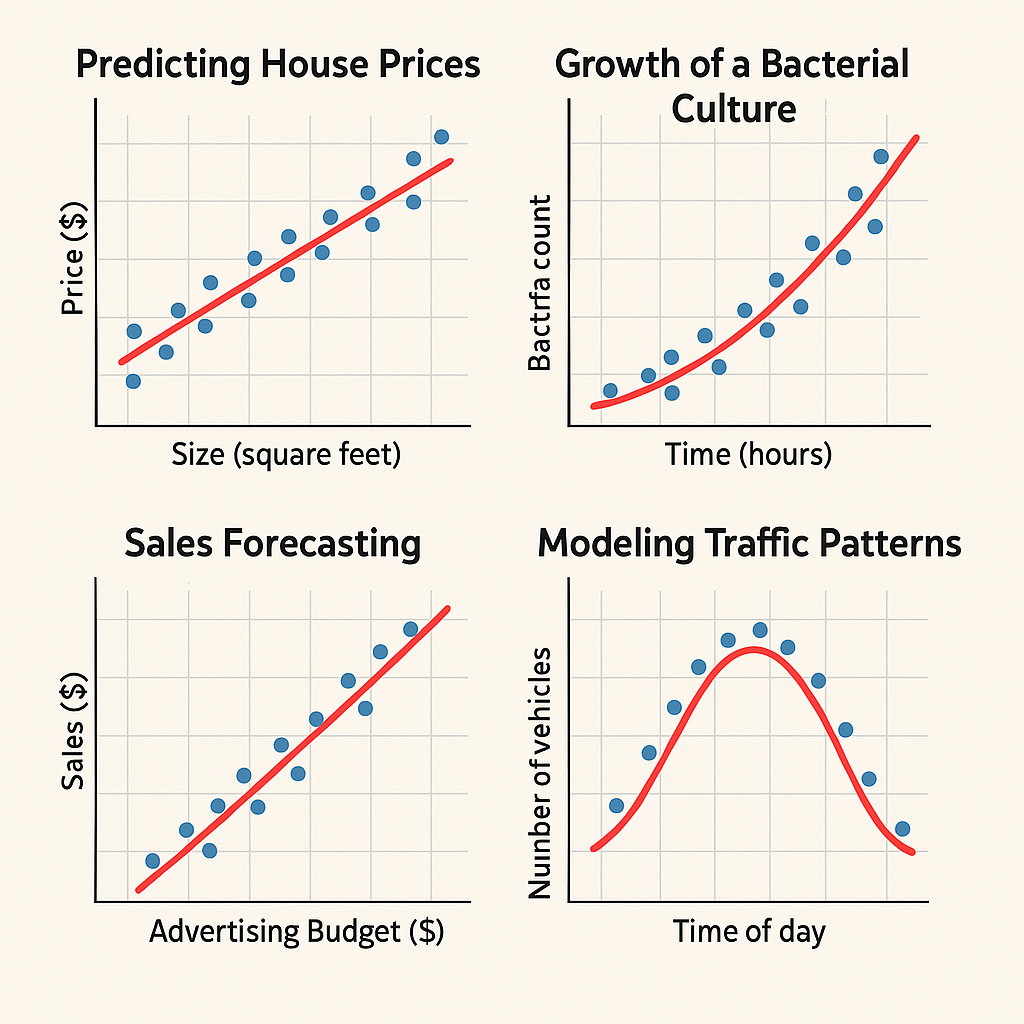 Predicting House Prices
Price ($)
Size (square feet)
Growth of a Bacterial
Culture
Bactrfa count
Time (hours)
Sales Forecasting
Sales ($)
Advertising Budget ($)
Modeling Traffic Patterns
Nuınber of vehicles
Time of day